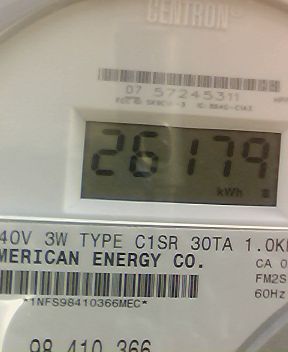 CENTRON
07 57245311
26179
kWh
40V 3W TYPE C1SR 30TA 1.0K
MERICAN ENERGY CO.
CA 0
FM2S
60Hz
*1NFS98410366MEC*
98 410 366